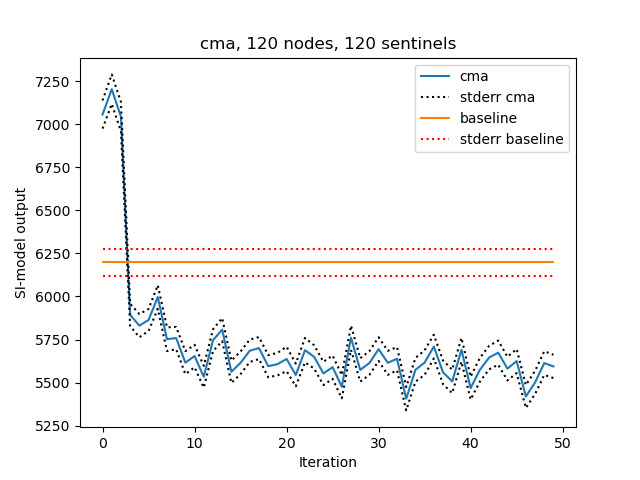 cma, 120 nodes, 120 sentinels
cma
stderr cma
baseline
stderr baseline
SI-model output
7250
7000
6750
6500
6250
6000
5750
5500
5250
0
10
20
30
40
50
Iteration